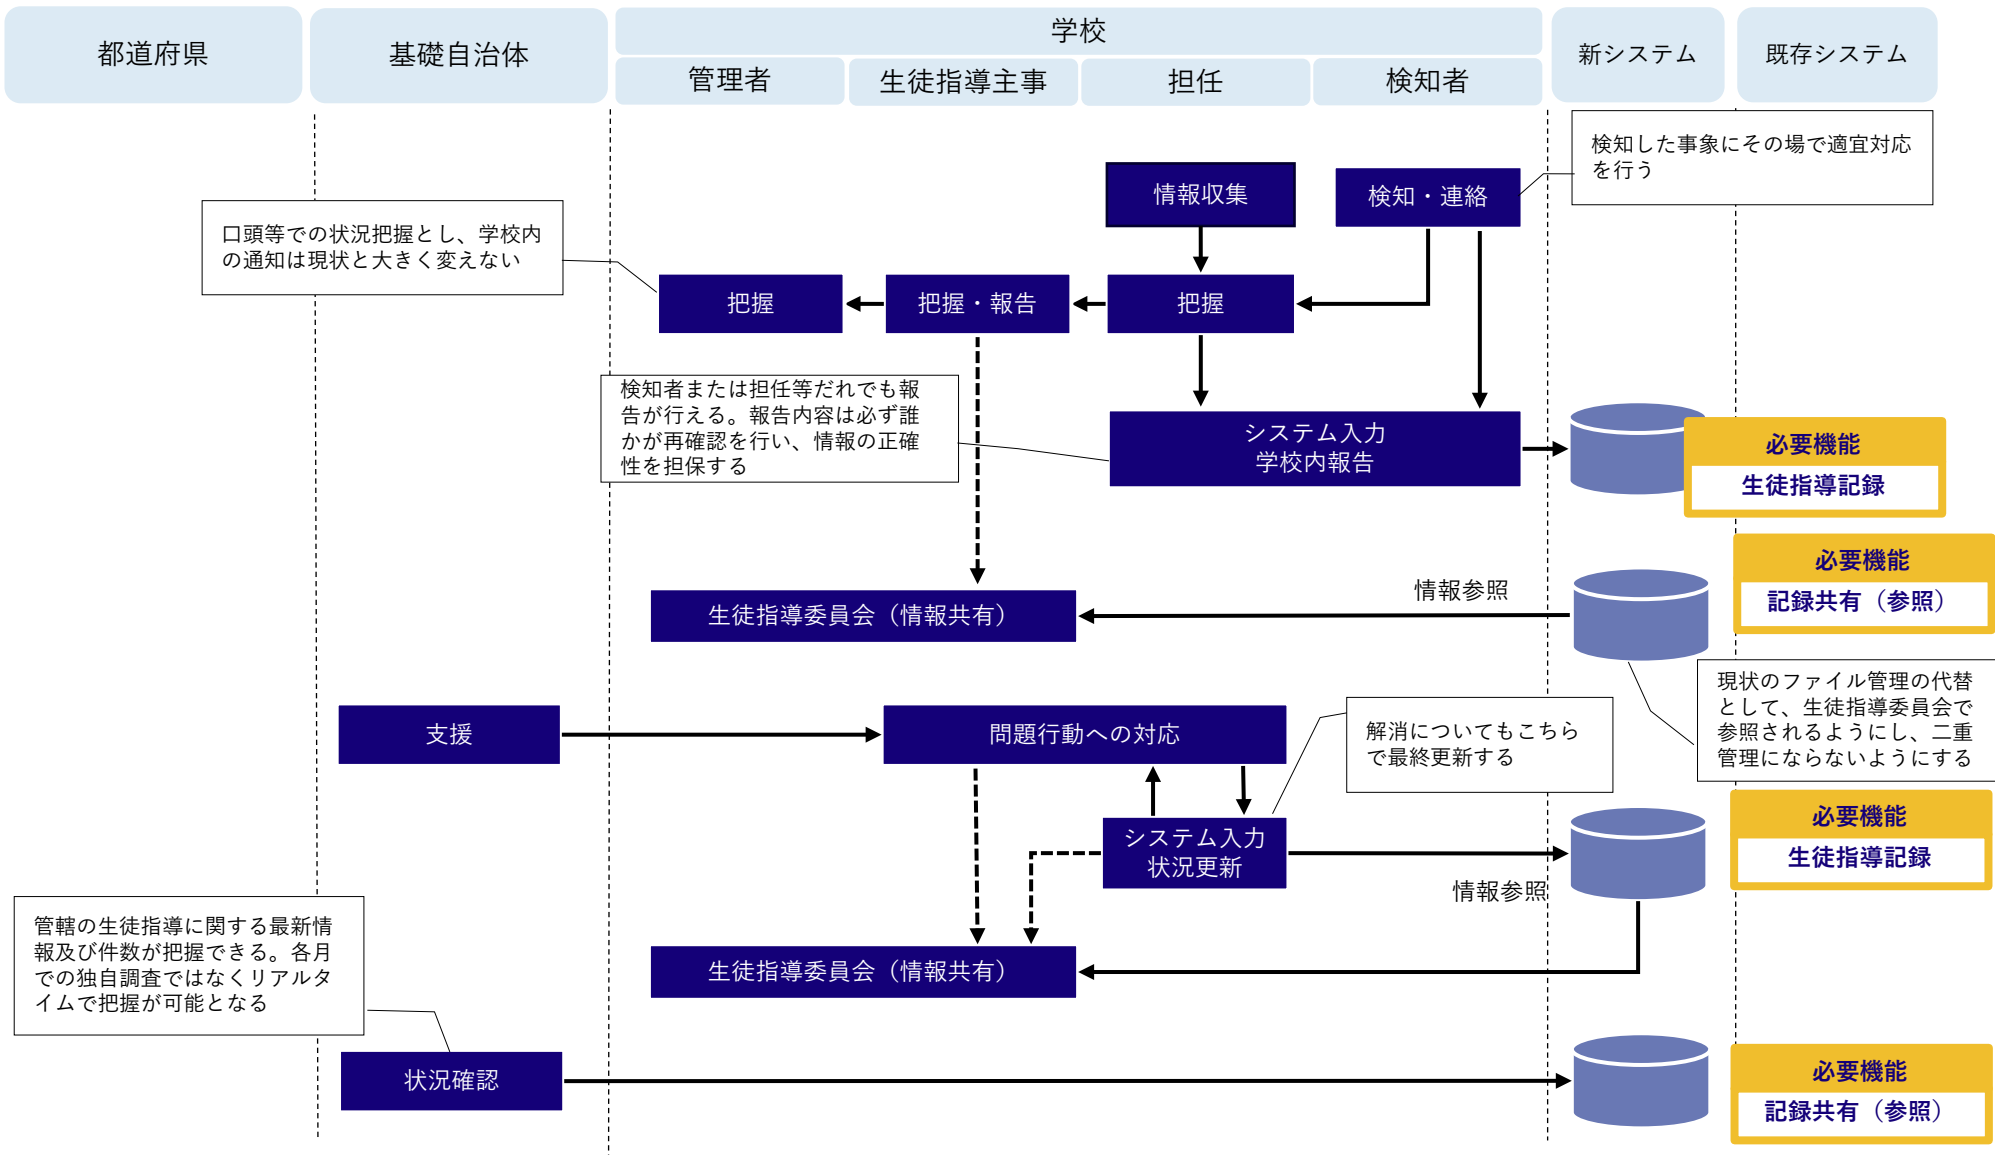 都道府県
基礎自治体
学校
管理者
生徒指導主事
担任
検知者
新システム
既存システム
検知した事象にその場で適宜対応
を行う
情報収集
検知・連絡
口頭等での状況把握とし、学校内
の通知は現状と大きく変えない
把握
把握・報告
把握
検知者または担任等だれでも報
告が行える。報告内容は必ず誰
かが再確認を行い、情報の正確
性を担保する
システム入力
学校内報告
必要機能
生徒指導記録
生徒指導委員会（情報共有）
情報参照
必要機能
記録共有（参照）
現状のファイル管理の代替
として、生徒指導委員会で
参照されるようにし、二重
管理にならないようにする
支援
問題行動への対応
解消についてもこちら
で最終更新する
システム入力
状況更新
情報参照
必要機能
生徒指導記録
管轄の生徒指導に関する最新情
報及び件数が把握できる。各月
での独自調査ではなくリアルタ
イムで把握が可能となる
生徒指導委員会（情報共有）
状況確認
必要機能
記録共有（参照）